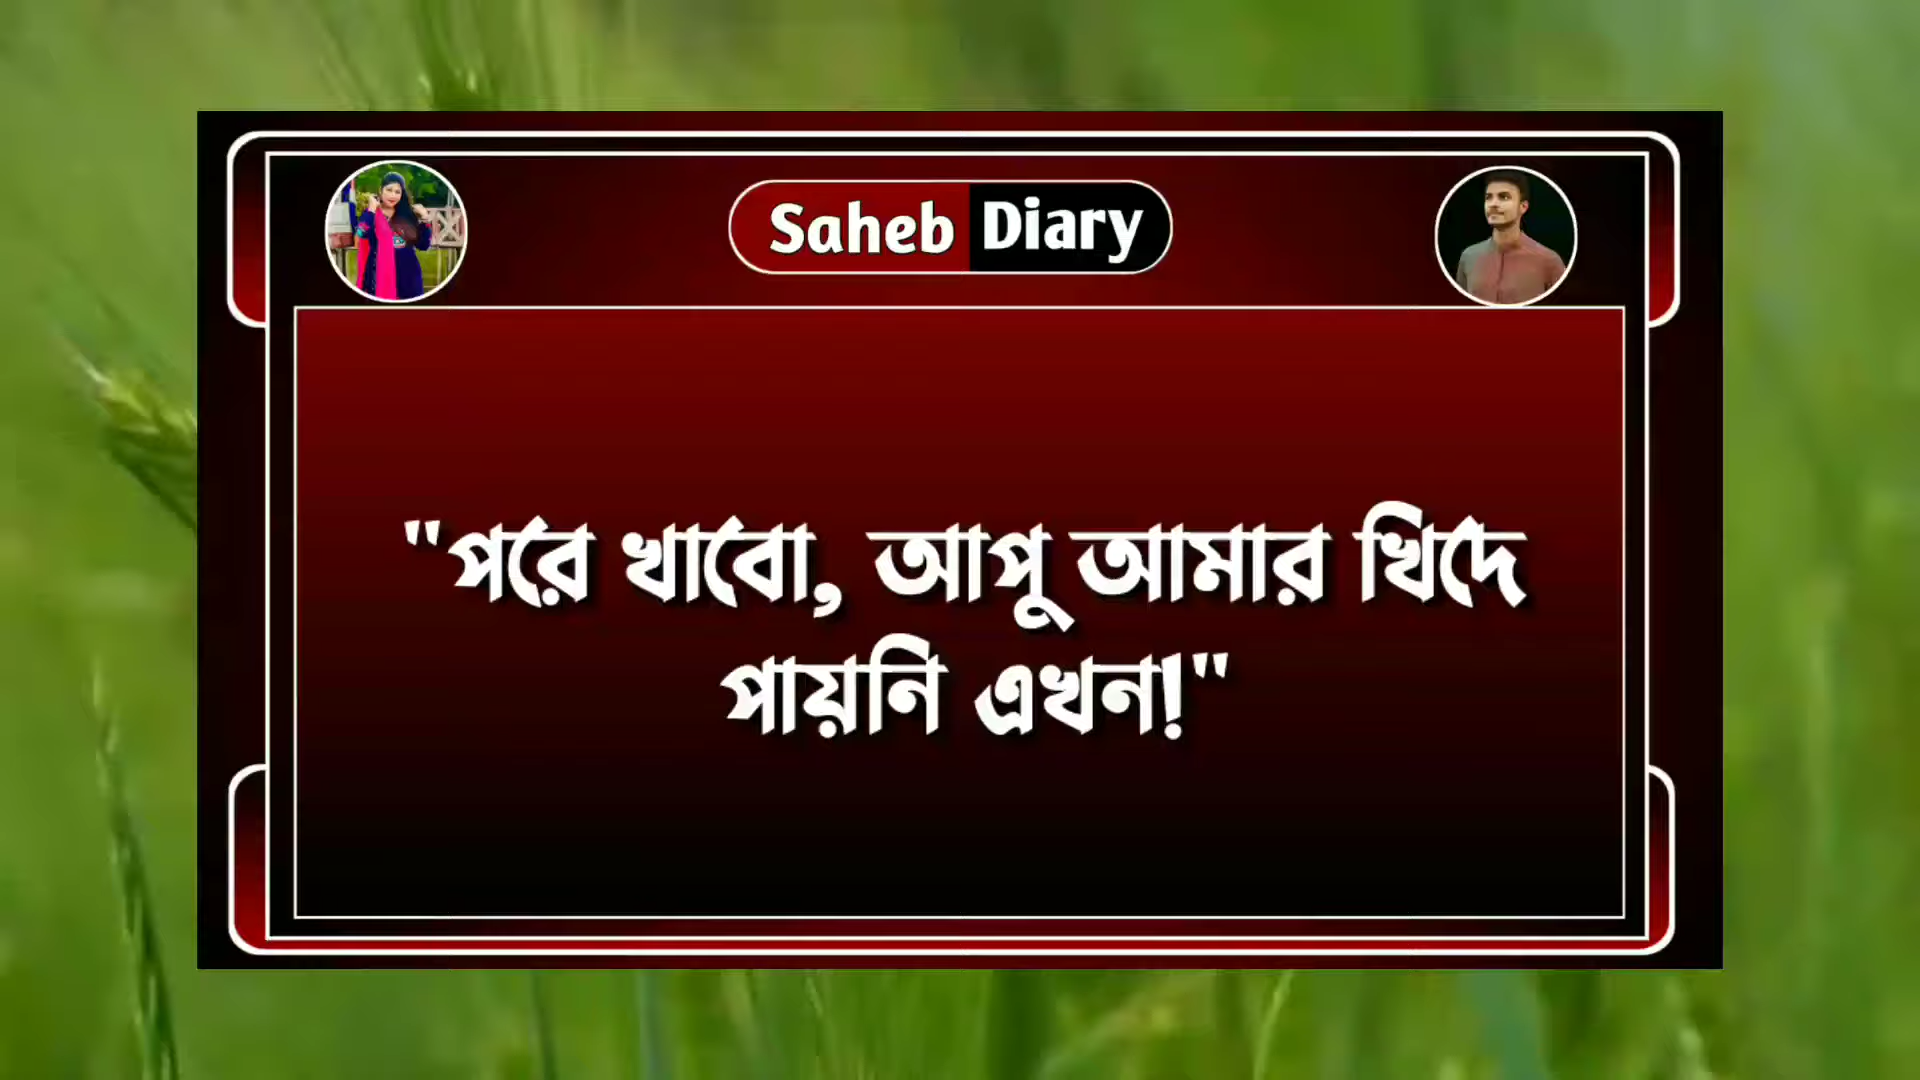 Saheb Diary
"পরে খাবো, আপু আমার খিদে
পায়নি এখন!"